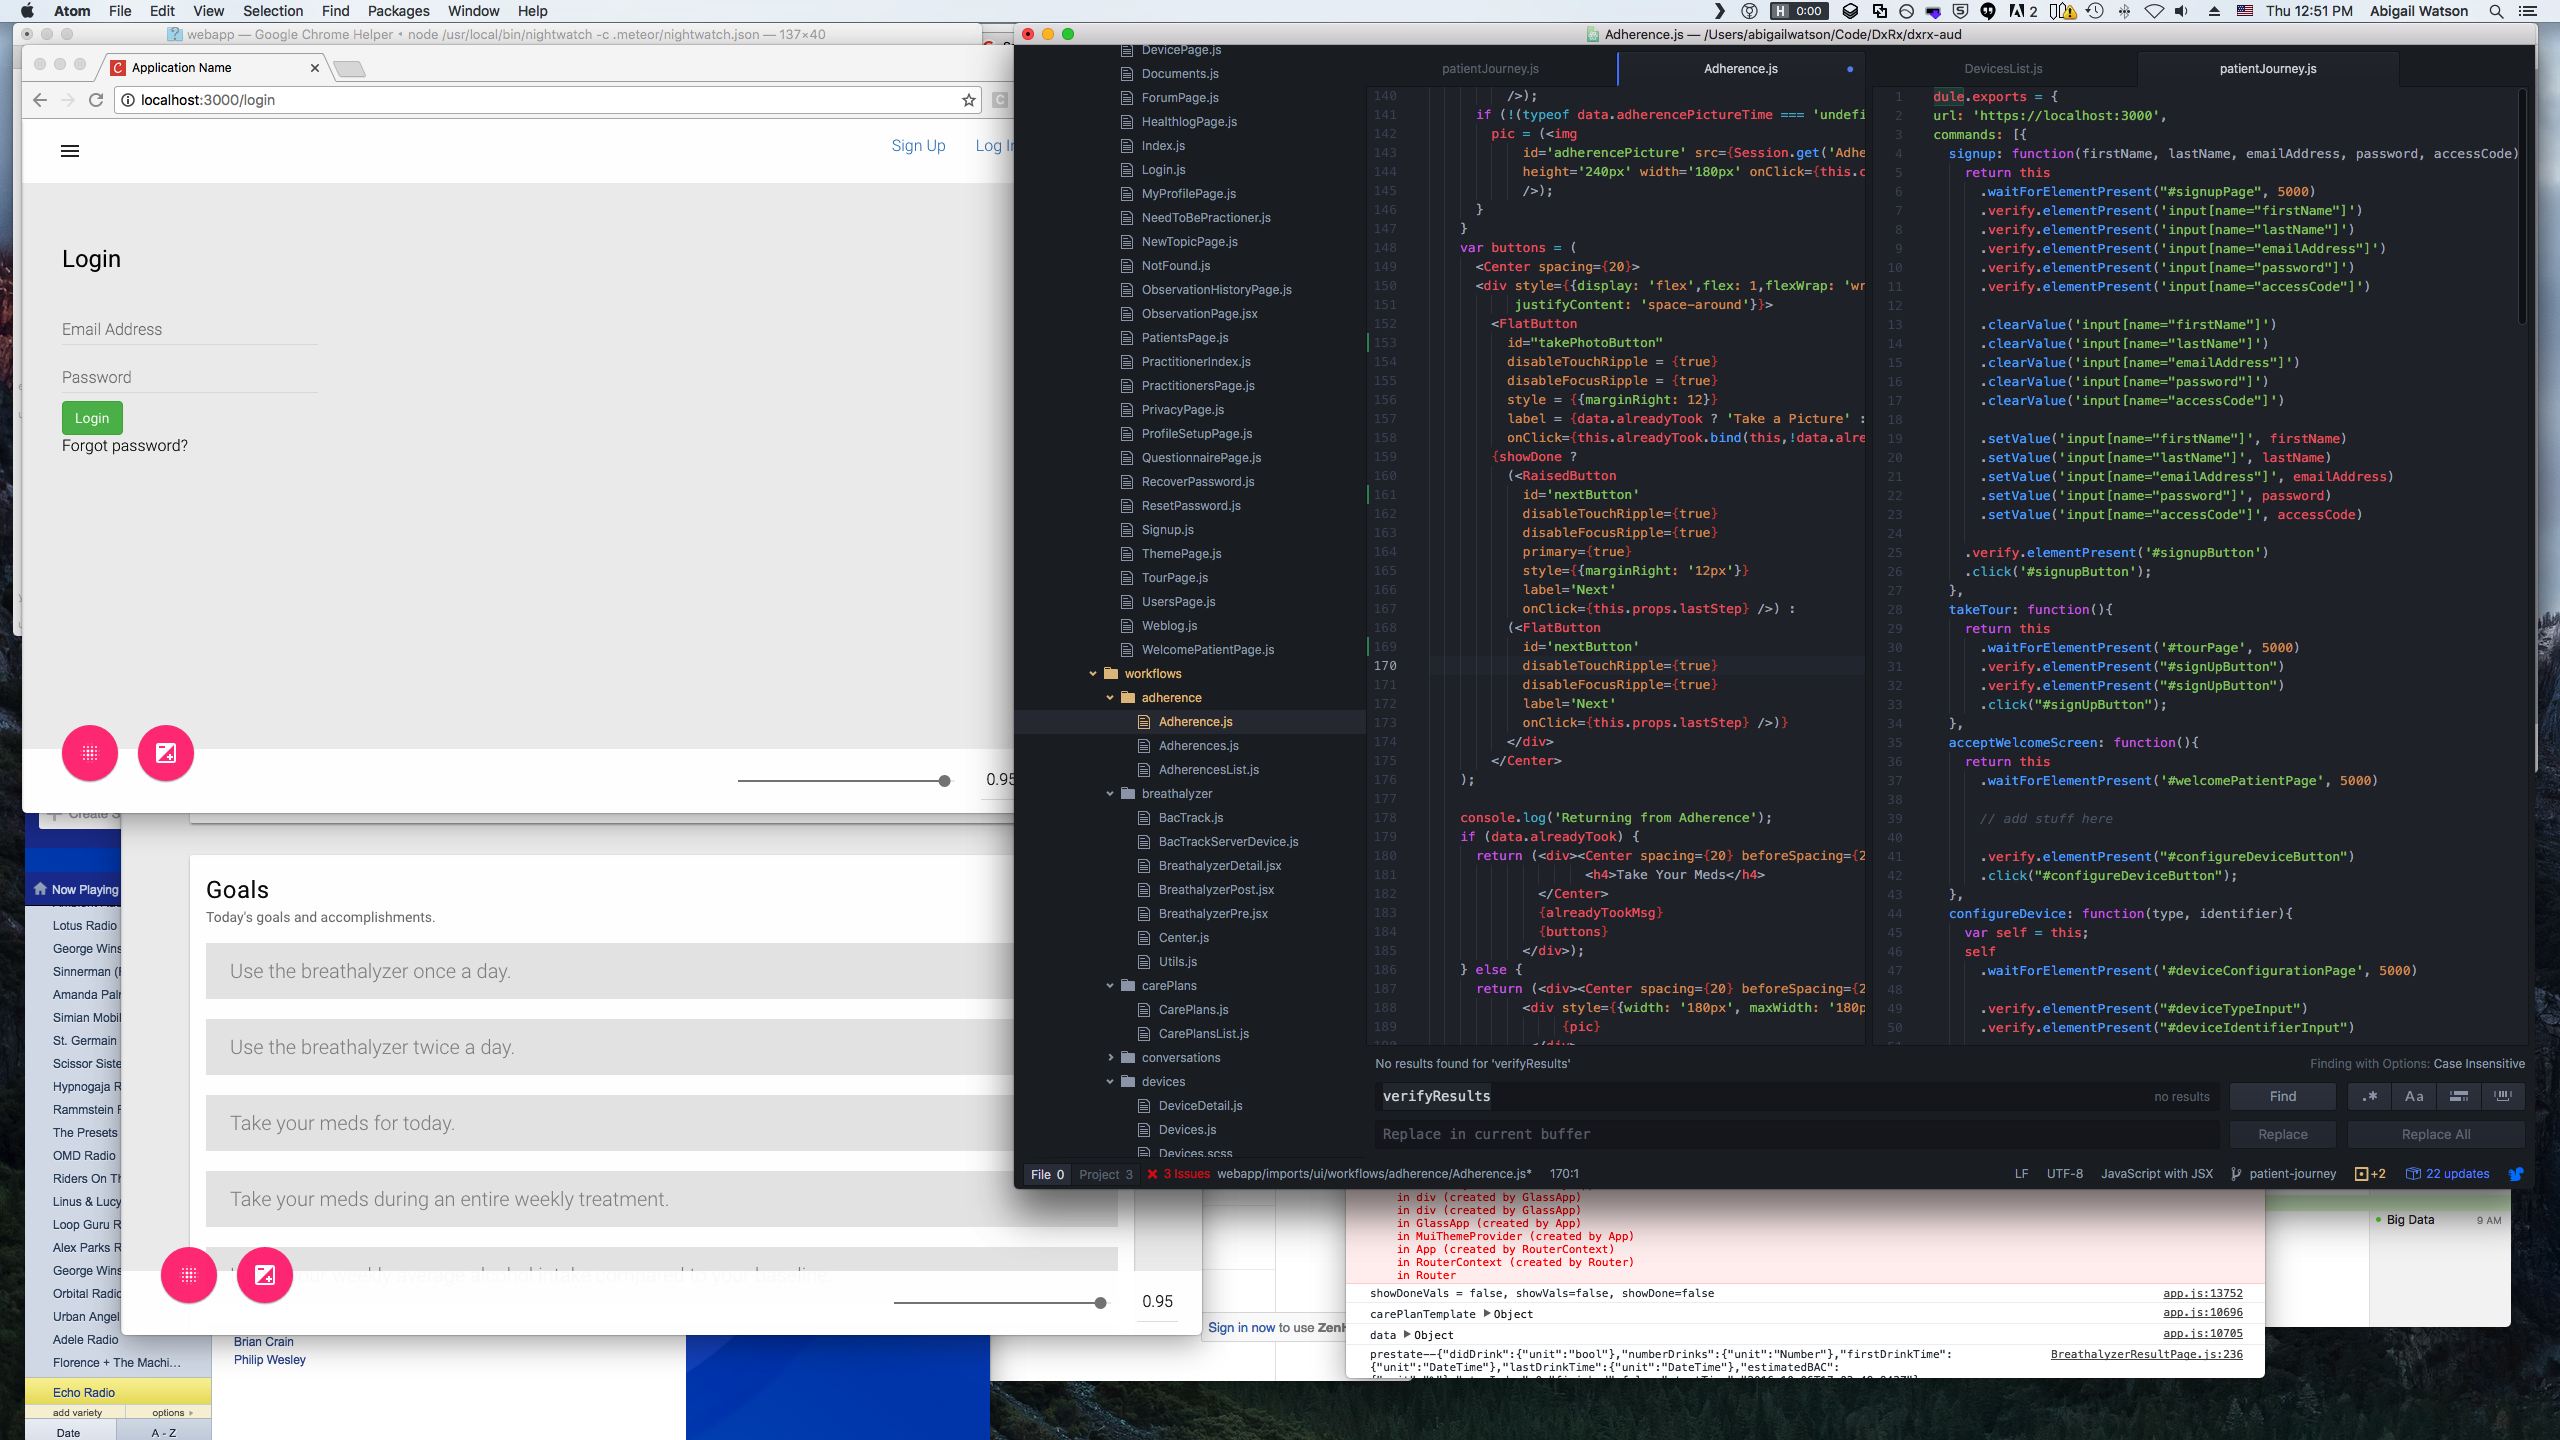 Atom File Edit View Selection Find Packages Window Help
H 0:00
2
Thu 12:51 PM Abigail Watson
webapp — Google Chrome Helper • node /usr/local/bin/nightwatch -c .meteor/nightwatch.json — 137×40
Application Name
localhost:3000/login
Sign Up Log In
Login
Email Address
Password
Login
Forgot password?
0.95
Goals
Today's goals and accomplishments.
Use the breathalyzer once a day.
Use the breathalyzer twice a day.
Take your meds for today.
Take your meds during an entire weekly treatment.
your weekly average alcohol intake compared to your baseline
0.95
Create S
Now Playing
Lotus Radio
George Wins
Sinnerman (
Amanda Pal
Simian Mobil
St. Germain
Scissor Siste
Hypnogaja R
Rammstein
The Presets
OMD Radio
Riders On Th
Linus & Lucy
Loop Guru R
Alex Parks R
George Wins
Orbital Radio
Urban Angel
Adele Radio
Florence + The Machi...
Echo Radio
add variety options
Date A - Z
Brian Crain
Philip Wesley
Adherence.js — /Users/abigailwatson/Code/DxRx/dxrx-aud
DevicePage.js
Documents.js
ForumPage.js
HealthlogPage.js
Index.js
Login.js
MyProfilePage.js
NeedToBePractioner.js
NewTopicPage.js
NotFound.js
ObservationHistoryPage.js
ObservationPage.jsx
PatientsPage.js
PractitionerIndex.js
PractitionersPage.js
PrivacyPage.js
ProfileSetupPage.js
QuestionnairePage.js
RecoverPassword.js
ResetPassword.js
Signup.js
ThemePage.js
TourPage.js
UsersPage.js
Weblog.js
WelcomePatientPage.js
workflows
adherence
Adherence.js
Adherences.js
AdherencesList.js
breathalyzer
BacTrack.js
BacTrackServerDevice.js
BreathalyzerDetail.jsx
BreathalyzerPost.jsx
BreathalyzerPre.jsx
Center.js
Utils.js
carePlans
CarePlans.js
CarePlansList.js
conversations
devices
DeviceDetail.js
Devices.js
Devices.scss
patientJourney.js Adherence.js
140 />);
141 if (!(typeof data.adherencePictureTime === 'undefi
142 pic = (<img
143 id='adherencePicture' src={Session.get('Adhe
144 height='240px' width='180px' onClick={this.c
145 />);
146 }
147 }
148 var buttons = (
149 <Center spacing={20}>
150 <div style={{display: 'flex',flex: 1,flexWrap: 'wr
151 justifyContent: 'space-around'}}>
152 <FlatButton
153 id="takePhotoButton"
154 disableTouchRipple = {true}
155 disableFocusRipple = {true}
156 style = {{marginRight: 12}}
157 label = {data.alreadyTook ? 'Take a Picture' :
158 onClick={this.alreadyTook.bind(this,!data.alre
159 {showDone ?
160 (<RaisedButton
161 id='nextButton'
162 disableTouchRipple={true}
163 disableFocusRipple={true}
164 primary={true}
165 style={{marginRight: '12px'}}
166 label='Next'
167 onClick={this.props.lastStep} />) :
168 (<FlatButton
169 id='nextButton'
170 disableTouchRipple={true}
171 disableFocusRipple={true}
172 label='Next'
173 onClick={this.props.lastStep} />)}
174 </div>
175 </Center>
176 );
177
178 console.log('Returning from Adherence');
179 if (data.alreadyTook) {
180 return (<div><Center spacing={20} beforeSpacing={2
181 <h4>Take Your Meds</h4>
182 </Center>
183 {alreadyTookMsg}
184 {buttons}
185 </div>);
186 } else {
187 return (<div><Center spacing={20} beforeSpacing={2
188 <div style={{width: '180px', maxWidth: '180p
189 {pic}
DevicesList.js patientJourney.js
1 dule.exports = {
2 url: 'https://localhost:3000',
3 commands: [{
4 signup: function(firstName, lastName, emailAddress, password, accessCode)
5 return this
6 .waitForElementPresent("#signupPage", 5000)
7 .verify.elementPresent('input[name="firstName"]')
8 .verify.elementPresent('input[name="lastName"]')
9 .verify.elementPresent('input[name="emailAddress"]')
10 .verify.elementPresent('input[name="password"]')
11 .verify.elementPresent('input[name="accessCode"]')
12
13 .clearValue('input[name="firstName"]')
14 .clearValue('input[name="lastName"]')
15 .clearValue('input[name="emailAddress"]')
16 .clearValue('input[name="password"]')
17 .clearValue('input[name="accessCode"]')
18
19 .setValue('input[name="firstName"]', firstName)
20 .setValue('input[name="lastName"]', lastName)
21 .setValue('input[name="emailAddress"]', emailAddress)
22 .setValue('input[name="password"]', password)
23 .setValue('input[name="accessCode"]', accessCode)
24
25 .verify.elementPresent('#signupButton')
26 .click('#signupButton');
27 },
28 takeTour: function(){
29 return this
30 .waitForElementPresent('#tourPage', 5000)
31 .verify.elementPresent("#signUpButton")
32 .verify.elementPresent("#signUpButton")
33 .click("#signUpButton");
34 },
35 acceptWelcomeScreen: function(){
36 return this
37 .waitForElementPresent('#welcomePatientPage', 5000)
38
39 // add stuff here
40
41 .verify.elementPresent("#configureDeviceButton")
42 .click("#configureDeviceButton");
43 },
44 configureDevice: function(type, identifier){
45 var self = this;
46 self
47 .waitForElementPresent('#deviceConfigurationPage', 5000)
48
49 .verify.elementPresent("#deviceTypeInput")
50 .verify.elementPresent("#deviceIdentifierInput")
No results found for 'verifyResults' Finding with Options: Case Insensitive
verifyResults no results Find .* Aa
Replace in current buffer Replace Replace All
File 0 Project 3 3 Issues webapp/imports/ui/workflows/adherence/Adherence.js* 170:1 LF UTF-8 JavaScript with JSX patient-journey +2 22 updates
in div (created by GlassApp)
in div (created by GlassApp)
in GlassApp (created by App)
in MuiThemeProvider (created by App)
in App (created by RouterContext)
in RouterContext (created by Router)
in Router
showDoneVals = false, showVals=false, showDone=false app.js:13752
carePlanTemplate Object app.js:10696
data Object app.js:10705
prestate--{"didDrink":{"unit":"bool"},"numberDrinks":{"unit":"Number"},"firstDrinkTime": BreathalyzerResultPage.js:236
{"unit":"DateTime"},"lastDrinkTime":{"unit":"DateTime"},"estimatedBAC":
Sign in now to use ZenH
Big Data 9 AM